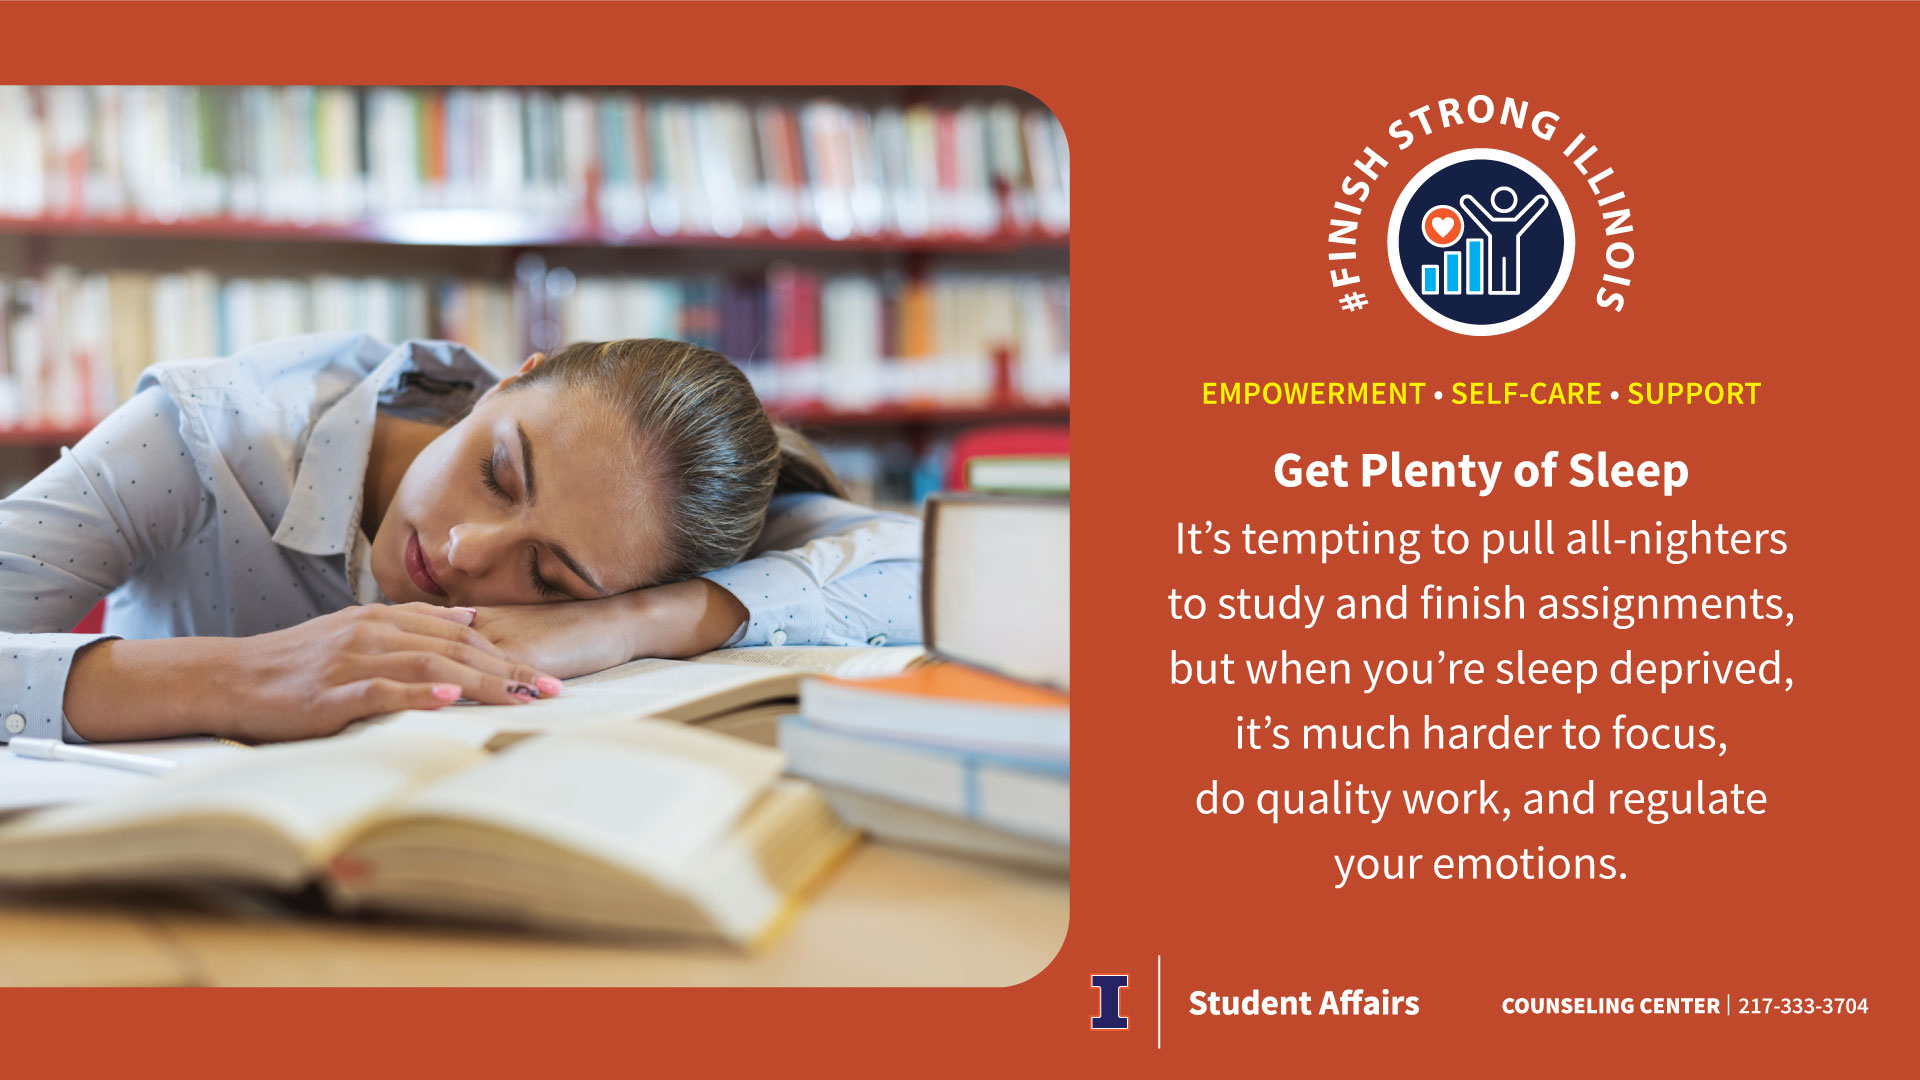 #FINISH STRONG ILLINOIS
EMPOWERMENT • SELF-CARE • SUPPORT
Get Plenty of Sleep
It’s tempting to pull all-nighters
to study and finish assignments,
but when you’re sleep deprived,
it’s much harder to focus,
do quality work, and regulate
your emotions.
I
Student Affairs
COUNSELING CENTER | 217-333-3704